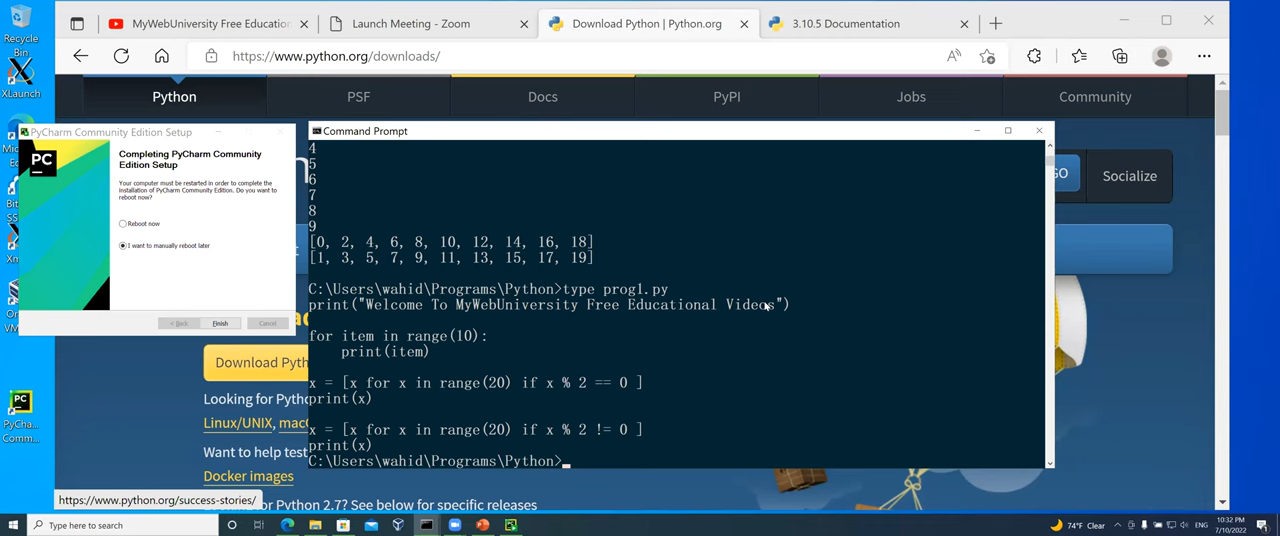 Recycle
Bin
XLaunch
PyCha...
Comm...
MyWebUniversity Free Education
Launch Meeting - Zoom
Download Python | Python.org
3.10.5 Documentation
https://www.python.org/downloads/
Python
PSF
Docs
PyPI
Jobs
Community
GO
Socialize
PyCharm Community Edition Setup
PC
Completing PyCharm Community
Edition Setup
Your computer must be restarted in order to complete the
installation of PyCharm Community Edition. Do you want to
reboot now?
Reboot now
I want to manually reboot later
< Back
Finish
Cancel
Command Prompt
4
5
6
7
8
9
[0, 2, 4, 6, 8, 10, 12, 14, 16, 18]
[1, 3, 5, 7, 9, 11, 13, 15, 17, 19]
C:\Users\wahid\Programs\Python>type prog1.py
print("Welcome To MyWebUniversity Free Educational Videos")
for item in range(10):
print(item)
x = [x for x in range(20) if x % 2 == 0 ]
print(x)
x = [x for x in range(20) if x % 2 != 0 ]
print(x)
C:\Users\wahid\Programs\Python>
Download Pyth
Looking for Pytho
Linux/UNIX, mac
Want to help test
Docker images
https://www.python.org/success-stories/
Python 2.7? See below for specific releases
Type here to search
74°F Clear
10:32 PM
7/10/2022